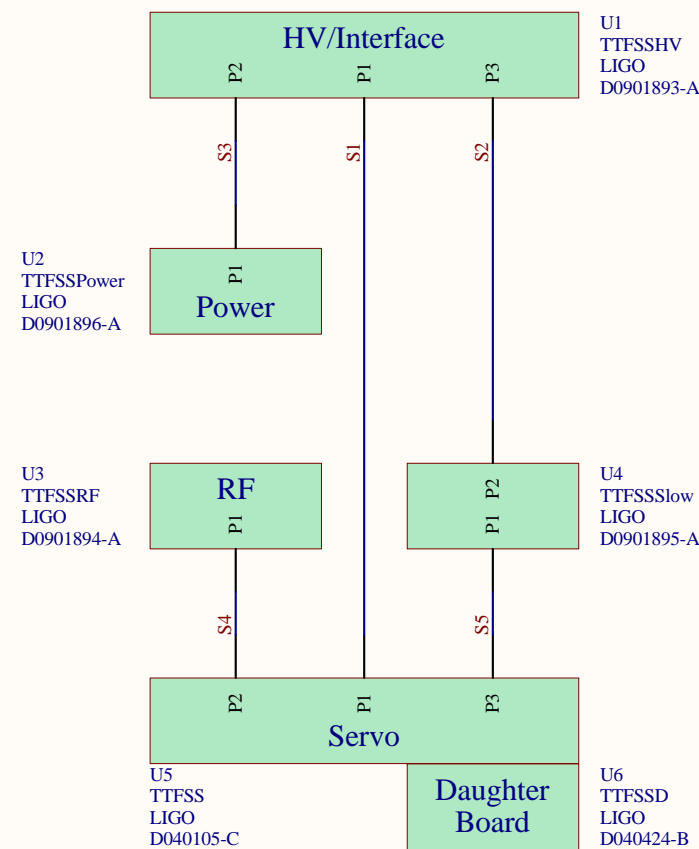 HV/Interface
P2
P1
P3
U1
TTFSSHV
LIGO
D0901893-A
S3
S1
S2
U2
TTFSSPower
LIGO
D0901896-A
P1
Power
U3
TTFSSRF
LIGO
D0901894-A
RF
P1
P2
P1
U4
TTFSSSlow
LIGO
D0901895-A
S4
S5
P2
P1
P3
Servo
U5
TTFSS
LIGO
D040105-C
Daughter
Board
U6
TTFSSD
LIGO
D040424-B